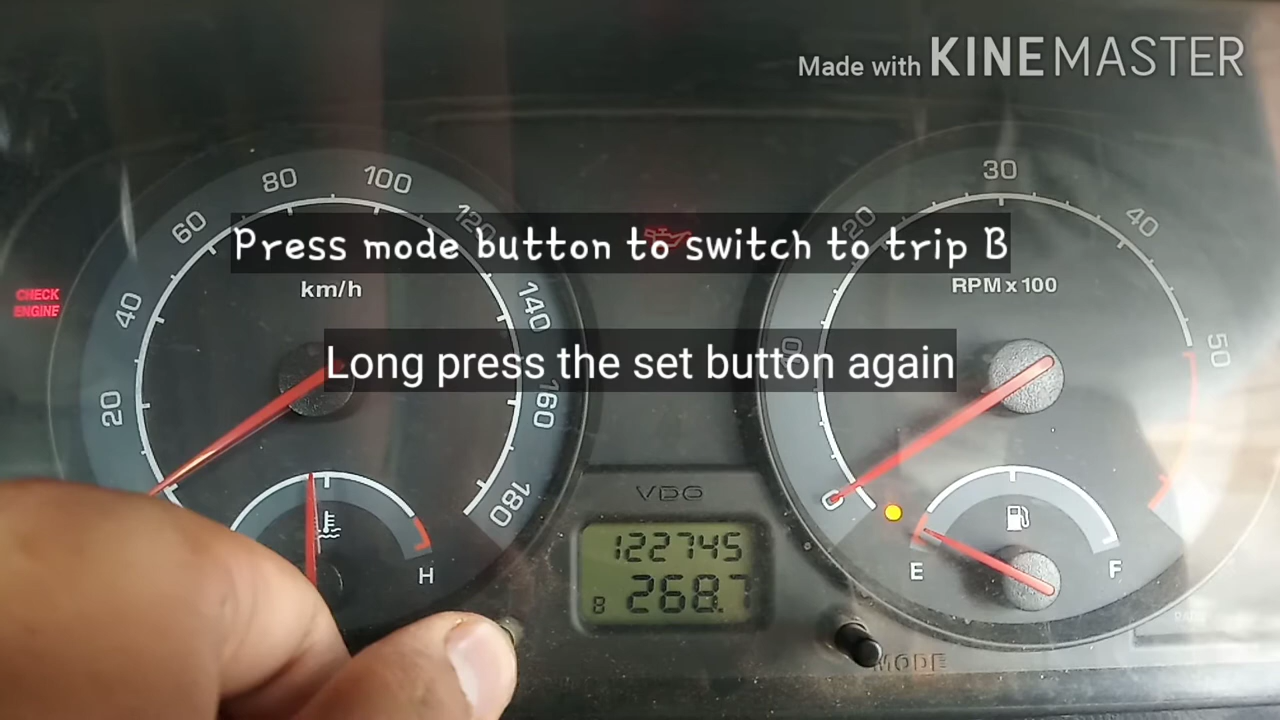 Made with KINEMASTER
80
100
60
120
Press mode button to switch to trip B
km/h
CHECK
ENGINE
40
140
20
160
180
H
Long press the set button again
30
20
40
RPM x 100
50
0
E
F
VDO
122745
B 268.7
MODE